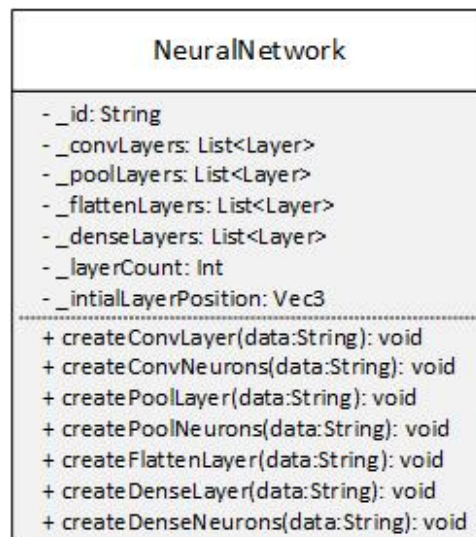 NeuralNetwork
- _id: String
- _convLayers: List<Layer>
- _poolLayers: List<Layer>
- _flattenLayers: List<Layer>
- _denseLayers: List<Layer>
- _layerCount: Int
- _intialLayerPosition: Vec3
+ createConvLayer(data:String): void
+ createConvNeurons(data:String): void
+ createPoolLayer(data:String): void
+ createPoolNeurons(data:String): void
+ createFlattenLayer(data:String): void
+ createDenseLayer(data:String): void
+ createDenseNeurons(data:String): void